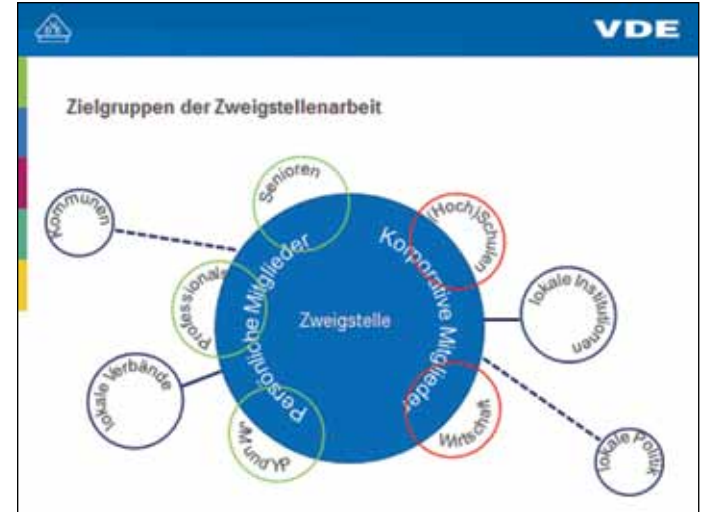 VDE
Zielgruppen der Zweigstellenarbeit
Senioren
(Hoch)Schulen
Kommunen
Persönliche Mitglieder
Korporative Mitglieder
Professionals
lokale Institutionen
Zweigstelle
lokale Verbände
Wirtschaft
lokale Politik